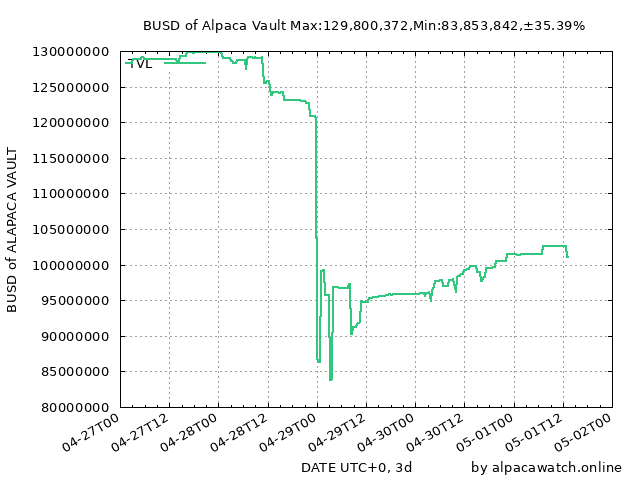 BUSD of Alpaca Vault Max:129,800,372,Min:83,853,842,±35.39%
130000000
125000000
120000000
115000000
110000000
105000000
100000000
95000000
90000000
85000000
80000000
TVL
BUSD of ALAPACA VAULT
04-27T00
04-27T12
04-28T00
04-28T12
04-29T00
04-29T12
04-30T00
04-30T12
05-01T00
05-01T12
05-02T00
DATE UTC+0, 3d
by alpacawatch.online